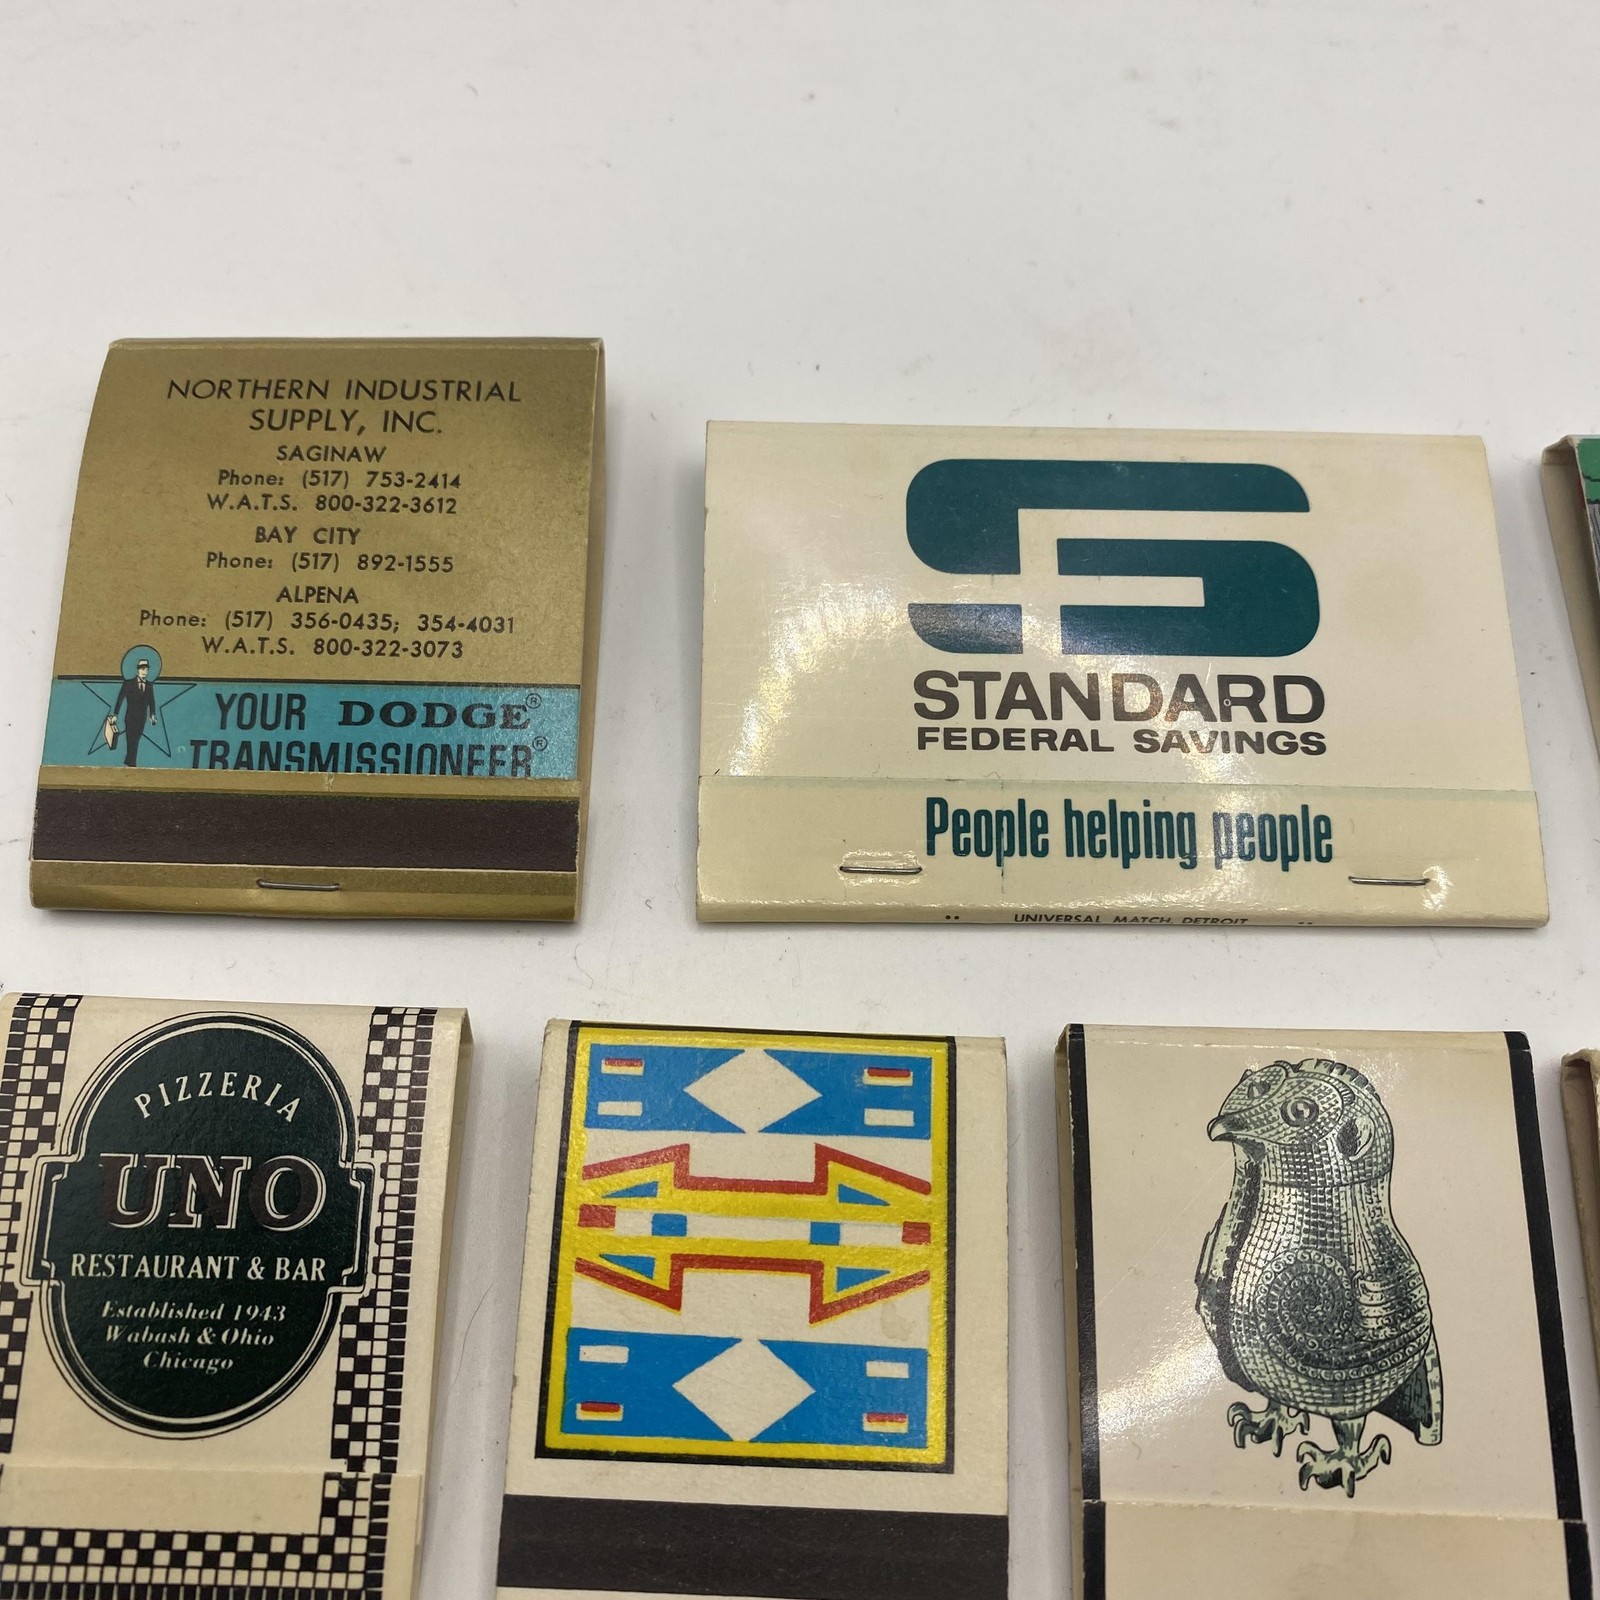 NORTHERN INDUSTRIAL
SUPPLY, INC.
SAGINAW
Phone: (517) 753-2414
W.A.T.S. 800-322-3612
BAY CITY
Phone: (517) 892-1555
ALPENA
Phone: (517) 356-0435; 354-4031
W.A.T.S. 800-322-3073
YOUR DODGE®
TRANSMISSIONEER®
STANDARD
FEDERAL SAVINGS
People helping people
UNIVERSAL MATCH, DETROIT
PIZZERIA
UNO
RESTAURANT & BAR
Established 1943
Wabash & Ohio
Chicago